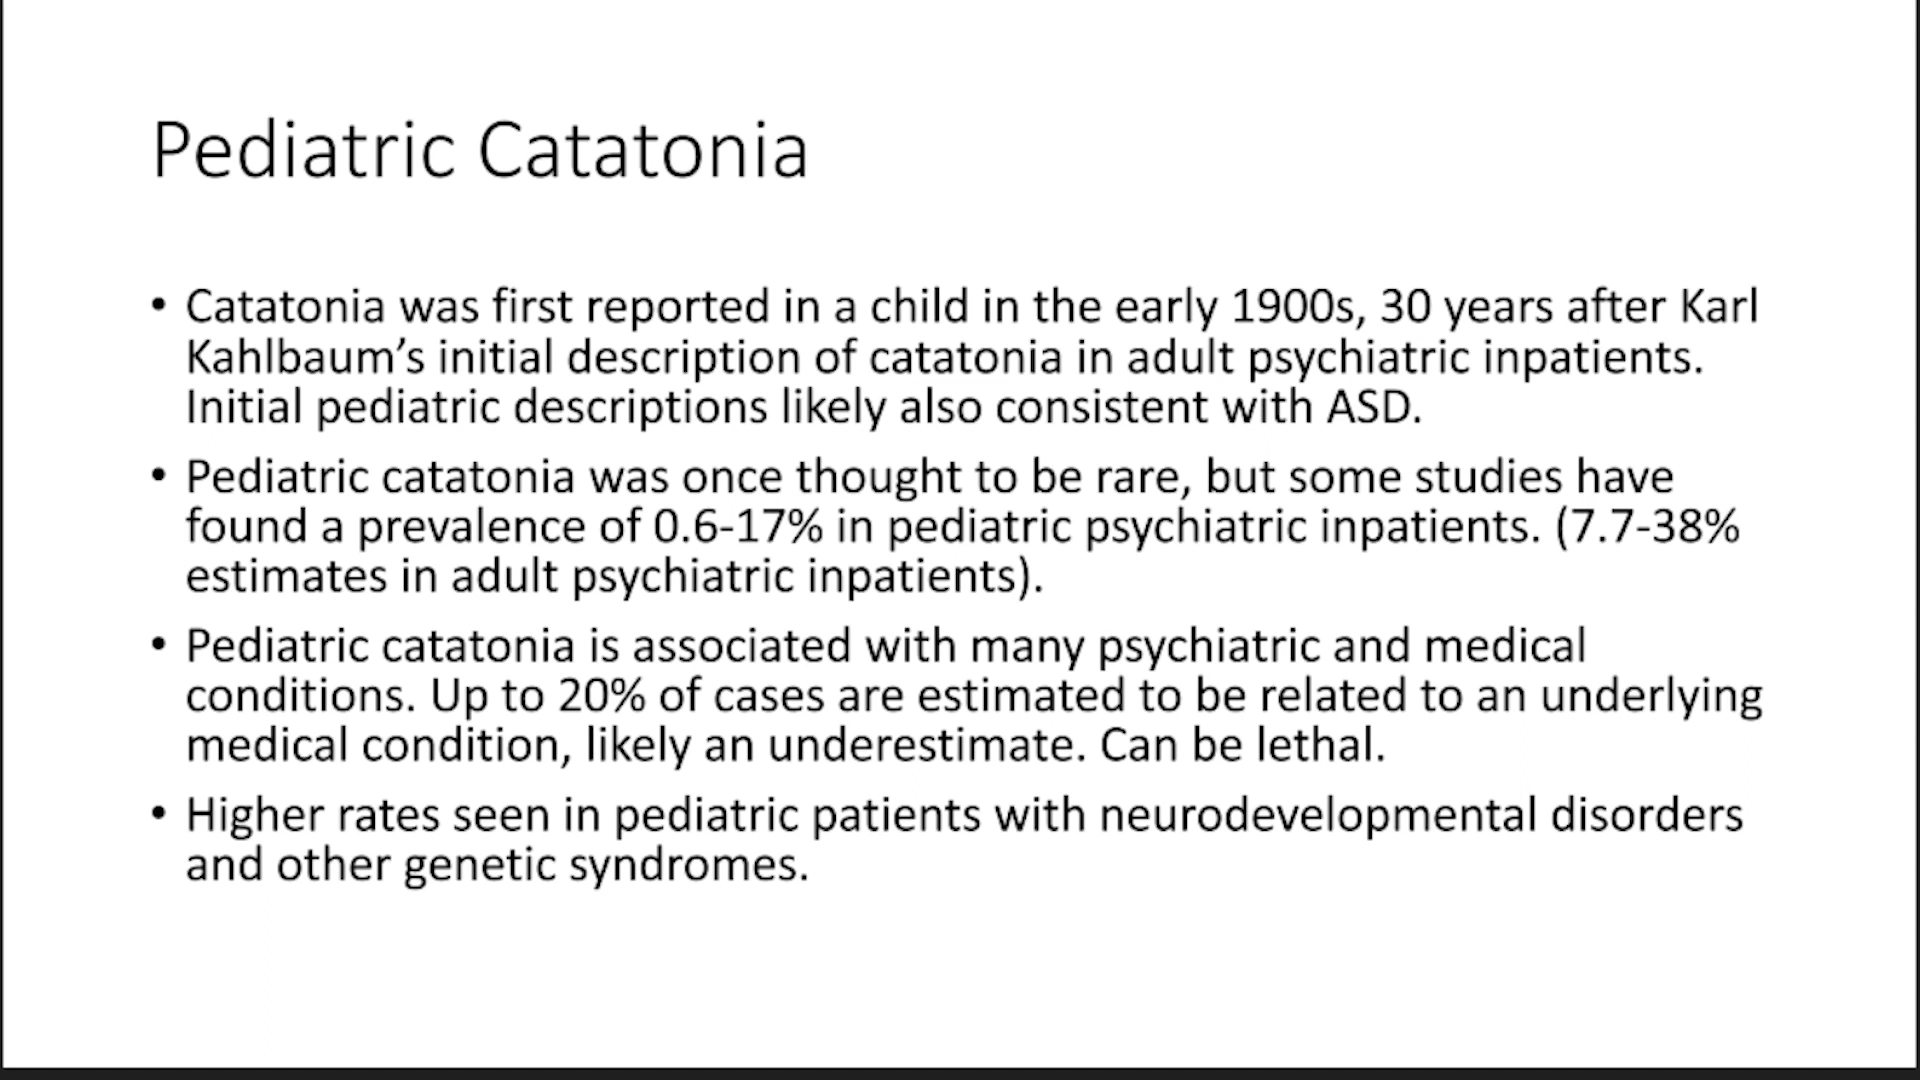 Pediatric Catatonia
• Catatonia was first reported in a child in the early 1900s, 30 years after Karl
Kahlbaum’s initial description of catatonia in adult psychiatric inpatients.
Initial pediatric descriptions likely also consistent with ASD.
• Pediatric catatonia was once thought to be rare, but some studies have
found a prevalence of 0.6-17% in pediatric psychiatric inpatients. (7.7-38%
estimates in adult psychiatric inpatients).
• Pediatric catatonia is associated with many psychiatric and medical
conditions. Up to 20% of cases are estimated to be related to an underlying
medical condition, likely an underestimate. Can be lethal.
• Higher rates seen in pediatric patients with neurodevelopmental disorders
and other genetic syndromes.